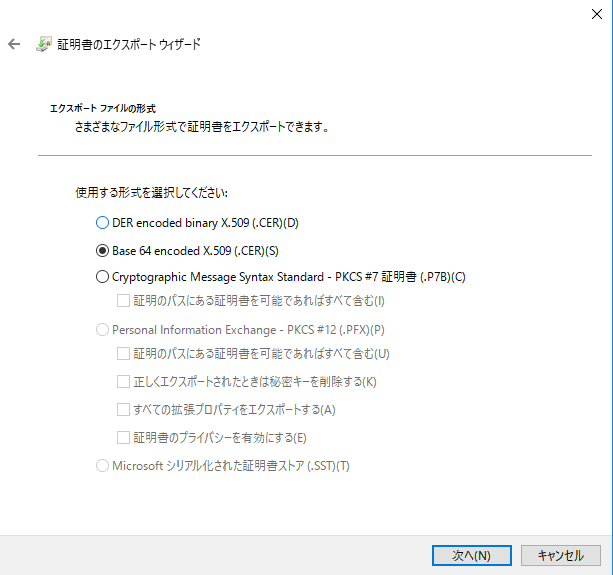 証明書のエクスポート ウィザード
エクスポート ファイルの形式
さまざまなファイル形式で証明書をエクスポートできます。
使用する形式を選択してください:
DER encoded binary X.509 (.CER)(D)
Base 64 encoded X.509 (.CER)(S)
Cryptographic Message Syntax Standard - PKCS #7 証明書 (.P7B)(C)
証明のパスにある証明書を可能であればすべて含む(I)
Personal Information Exchange - PKCS #12 (.PFX)(P)
証明のパスにある証明書を可能であればすべて含む(U)
正しくエクスポートされたときは秘密キーを削除する(K)
すべての拡張プロパティをエクスポートする(A)
証明書のプライバシーを有効にする(E)
Microsoft シリアル化された証明書ストア (.SST)(T)
次へ(N)
キャンセル